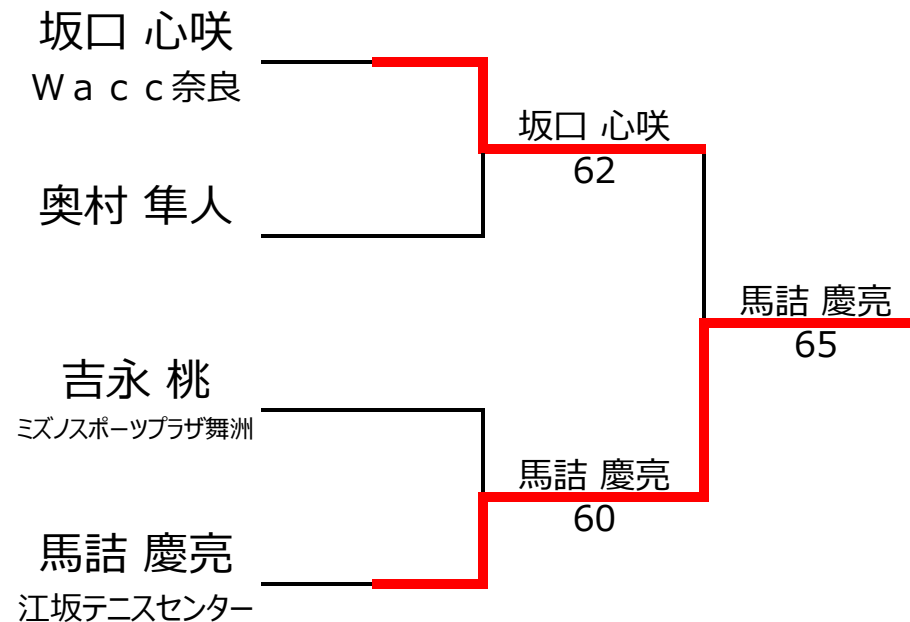 坂口 心咲
Ｗａｃｃ奈良
奥村 隼人
吉永 桃
ミズノスポーツプラザ舞洲
馬詰 慶亮
江坂テニスセンター
坂口 心咲
62
馬詰 慶亮
60
馬詰 慶亮
65